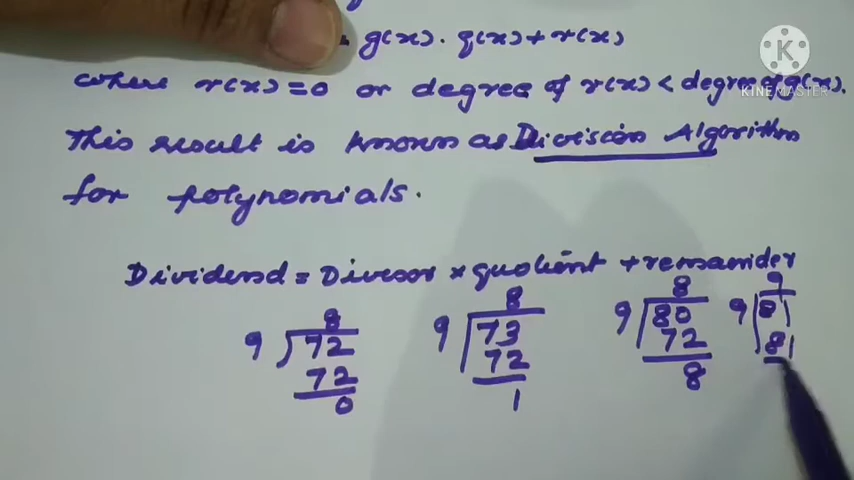 g(x). q(x)+r(x)
where r(x)=0 or degree of r(x) < degree of g(x).
This result is known as Division Algorithm
for polynomials.
Dividend = Divisor × quotient + remainder
8 8 8 9
9 72 9 73 9 80 9 81
72 72 72 81
0 1 8
KINEMASTER